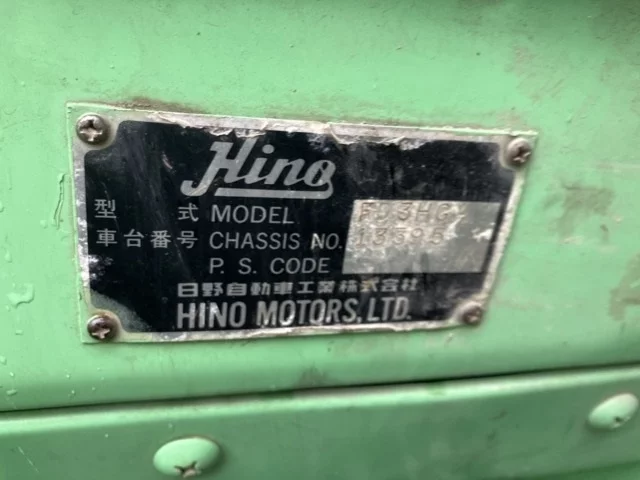 Hino
型 式 MODEL
車台番号 CHASSIS NO. 13595
P. S. CODE
日野自動車工業株式会社
HINO MOTORS, LTD.